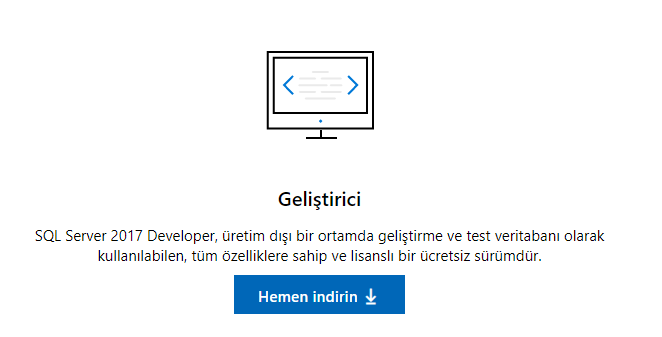 Geliştirici
SQL Server 2017 Developer, üretim dışı bir ortamda geliştirme ve test veritabanı olarak
kullanılabilen, tüm özelliklere sahip ve lisanslı bir ücretsiz sürümdür.
Hemen indirin